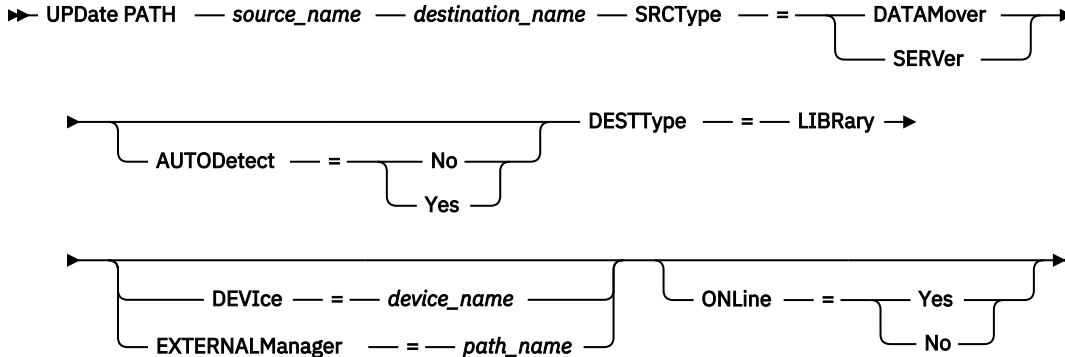 UPDate PATH source_name destination_name SRCType = DATAMover
SERVer
DESTType = LIBRary
AUTODetect = No
Yes
DEVIce = device_name ONLine = Yes
EXTERNALManager = path_name No